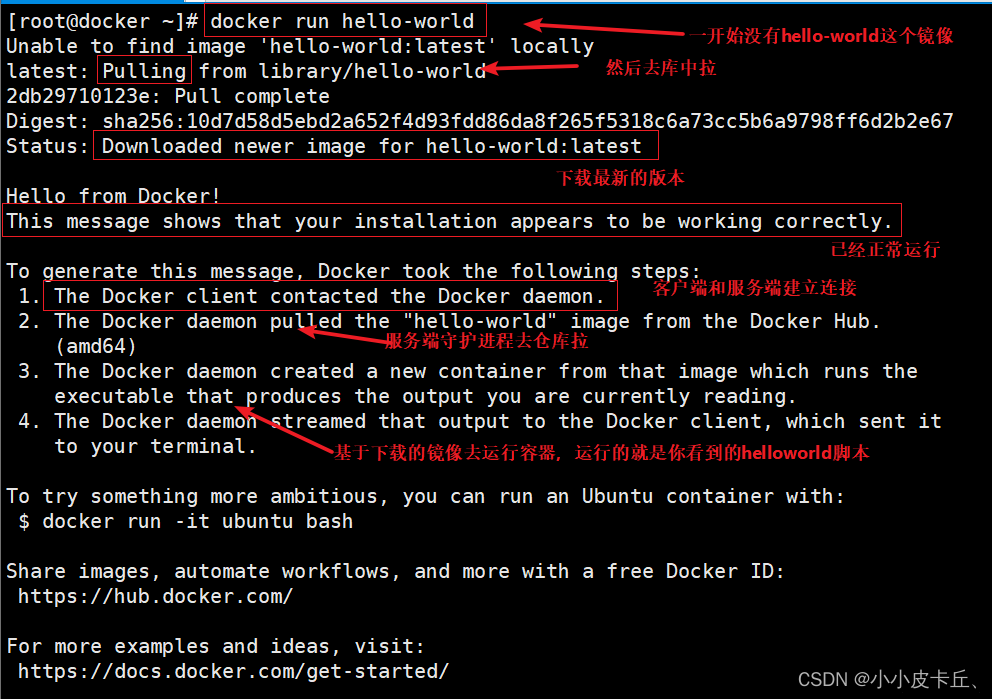 [root@docker ~]# docker run hello-world
一开始没有hello-world这个镜像
Unable to find image 'hello-world:latest' locally
latest: Pulling from library/hello-world
然后去库中拉
2db29710123e: Pull complete
Digest: sha256:10d7d58d5ebd2a652f4d93fdd86da8f265f5318c6a73cc5b6a9798ff6d2b2e67
Status: Downloaded newer image for hello-world:latest
下载最新的版本
Hello from Docker!
This message shows that your installation appears to be working correctly.
已经正常运行
To generate this message, Docker took the following steps:
1. The Docker client contacted the Docker daemon.
客户端和服务端建立连接
2. The Docker daemon pulled the "hello-world" image from the Docker Hub.
服务端守护进程去仓库拉
(amd64)
3. The Docker daemon created a new container from that image which runs the
executable that produces the output you are currently reading.
4. The Docker daemon streamed that output to the Docker client, which sent it
to your terminal.
基于下载的镜像去运行容器，运行的就是你看到的helloworld脚本
To try something more ambitious, you can run an Ubuntu container with:
$ docker run -it ubuntu bash
Share images, automate workflows, and more with a free Docker ID:
https://hub.docker.com/
For more examples and ideas, visit:
https://docs.docker.com/get-started/
CSDN @小小皮卡丘、